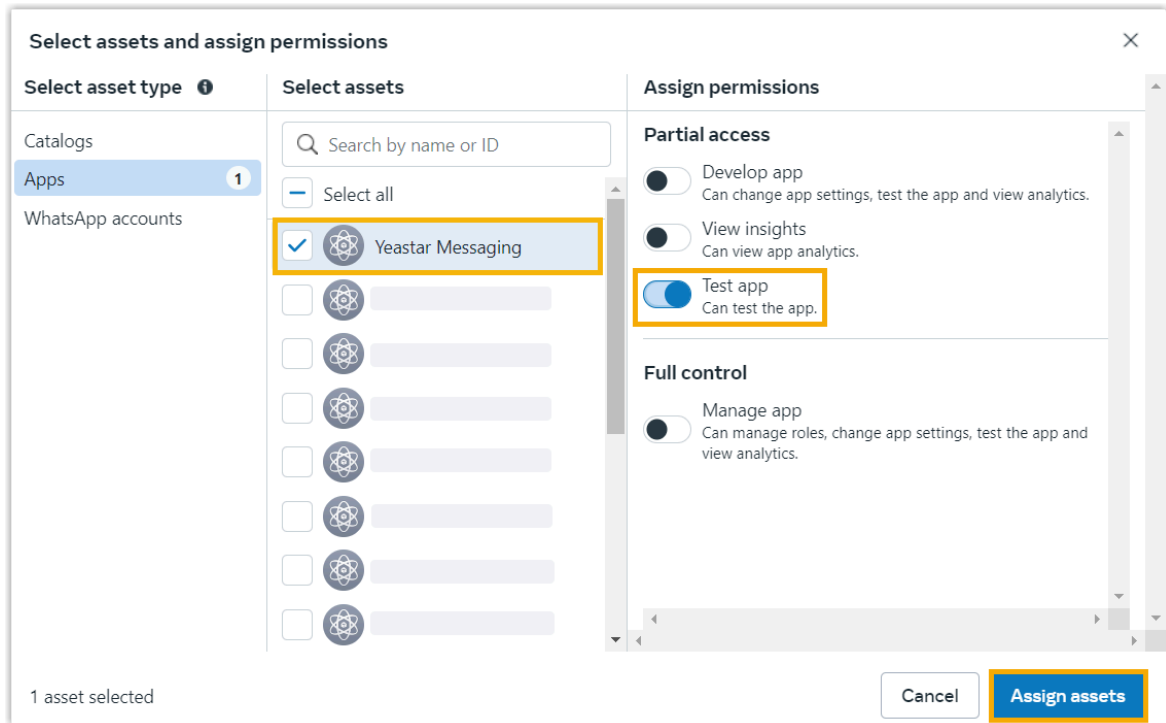 Select assets and assign permissions
Select asset type
Select assets
Assign permissions
Catalogs
Apps
1
WhatsApp accounts
Search by name or ID
Select all
Yeastar Messaging
Partial access
Develop app
Can change app settings, test the app and view analytics.
View insights
Can view app analytics.
Test app
Can test the app.
Full control
Manage app
Can manage roles, change app settings, test the app and
view analytics.
1 asset selected
Cancel
Assign assets